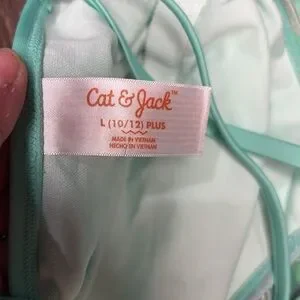 Cat & Jack™
L (10/12) PLUS
MADE IN VIETNAM
HECHO EN VIETNAM